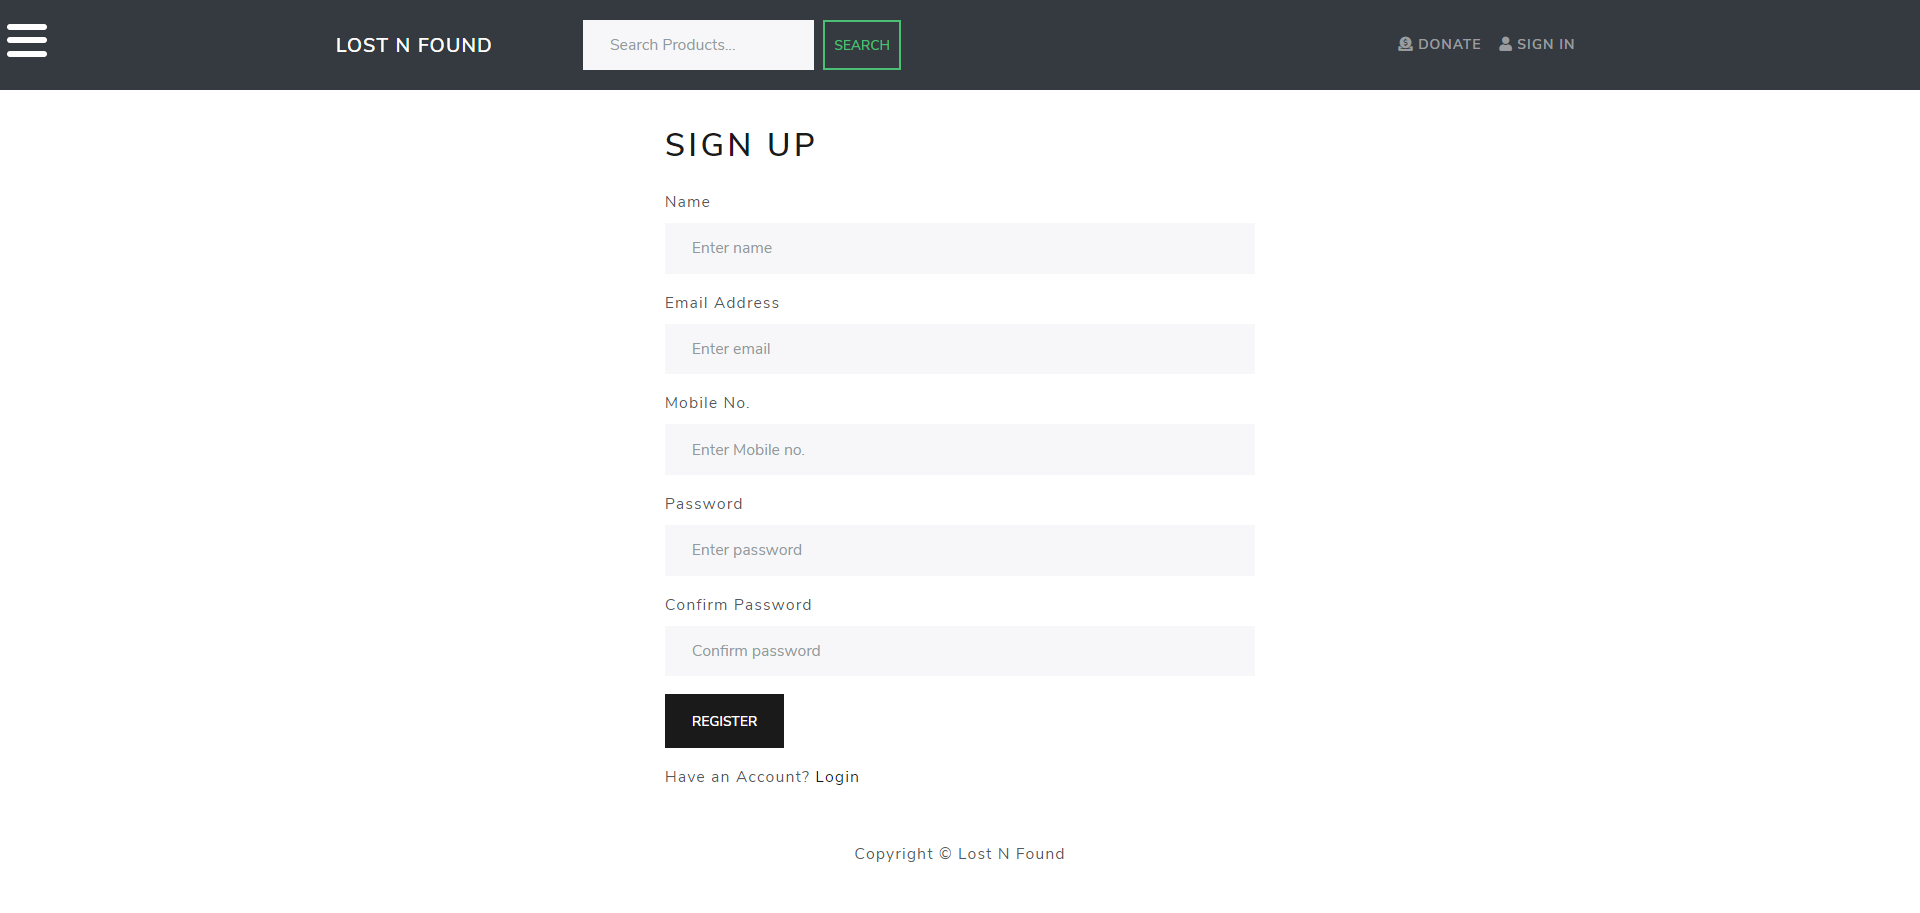 LOST N FOUND
Search Products...
SEARCH
DONATE
SIGN IN
SIGN UP
Name
Enter name
Email Address
Enter email
Mobile No.
Enter Mobile no.
Password
Enter password
Confirm Password
Confirm password
REGISTER
Have an Account? Login
Copyright © Lost N Found